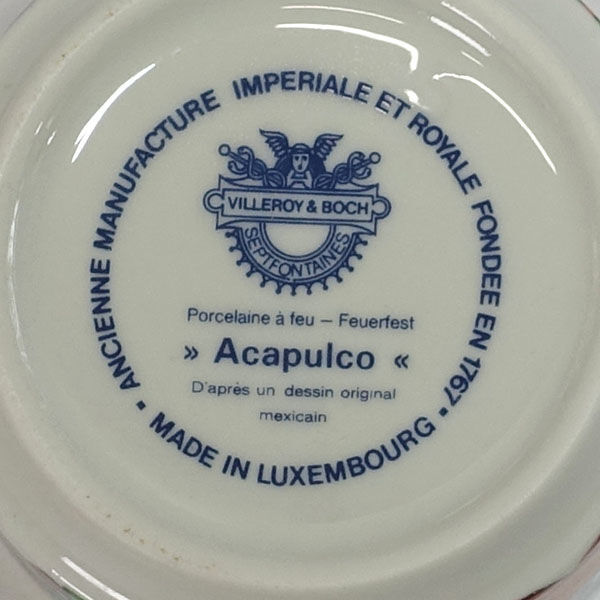 ANCIENNE MANUFACTURE IMPERIALE ET ROYALE FONDEE EN 1767
VILLEROY & BOCH
SEPTFONTAINES
Porcelaine à feu – Feuerfest
» Acapulco «
D'après un dessin original
mexicain
• MADE IN LUXEMBOURG •